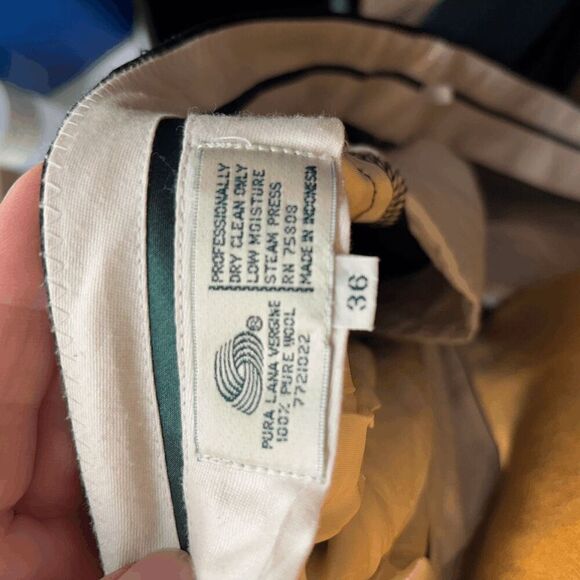 PROFESSIONALLY
DRY CLEAN ONLY
LOW MOISTURE
STEAM PRESS
RN 75808
MADE IN INDONESIA
®
PURA LANA VERGINE
100% PURE WOOL
7721022
36